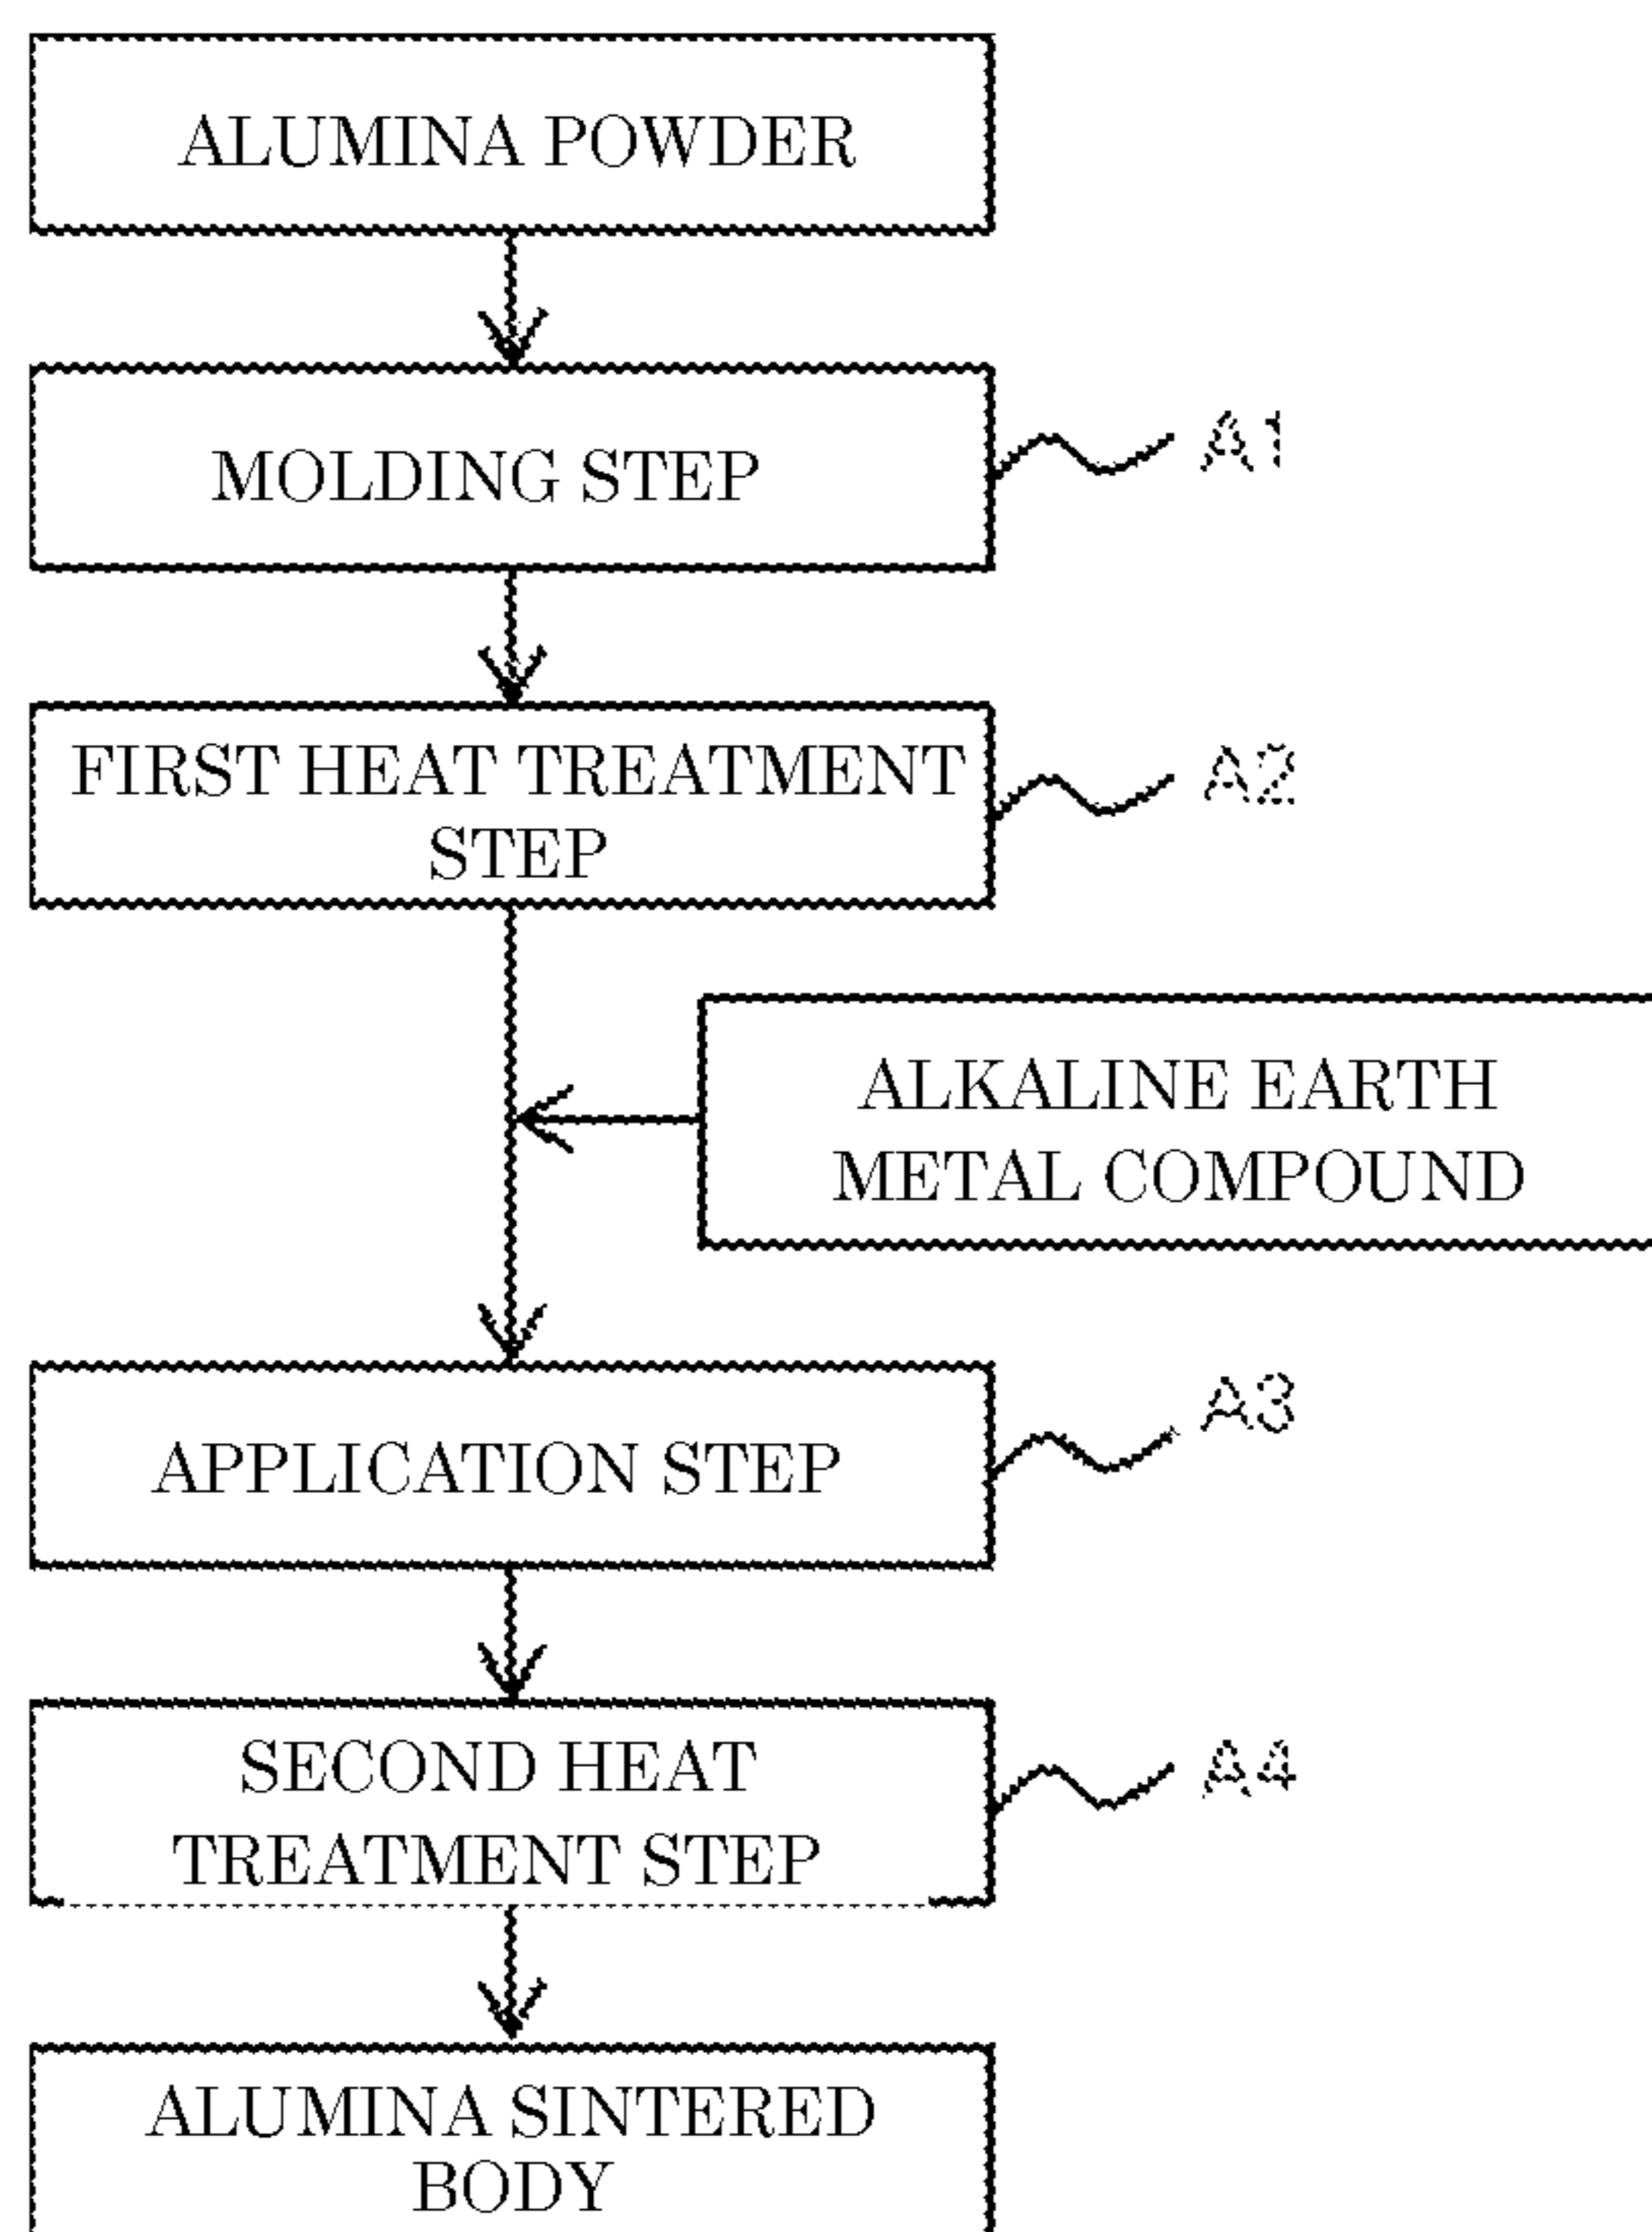 ALUMINA POWDER
MOLDING STEP
A1
FIRST HEAT TREATMENT
STEP
A2
ALKALINE EARTH
METAL COMPOUND
APPLICATION STEP
A3
SECOND HEAT
TREATMENT STEP
A4
ALUMINA SINTERED
BODY